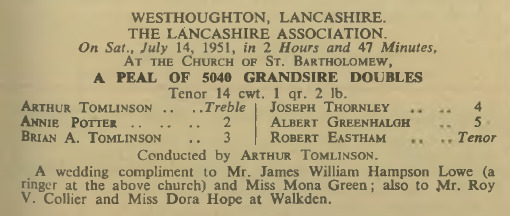 WESTHOUGHTON, LANCASHIRE.
THE LANCASHIRE ASSOCIATION.
On Sat., July 14, 1951, in 2 Hours and 47 Minutes,
AT THE CHURCH OF ST. BARTHOLOMEW,
A PEAL OF 5040 GRANDSIRE DOUBLES
Tenor 14 cwt. 1 qr. 2 lb.
ARTHUR TOMLINSON .. ..Treble
ANNIE POTTER .. .. .. 2
BRIAN A. TOMLINSON .. 3
JOSEPH THORNLEY .. .. 4
ALBERT GREENHALGH .. 5
ROBERT EASTHAM .. .. Tenor
Conducted by ARTHUR TOMLINSON.
A wedding compliment to Mr. James William Hampson Lowe (a
ringer at the above church) and Miss Mona Green; also to Mr. Roy
V. Collier and Miss Dora Hope at Walkden.